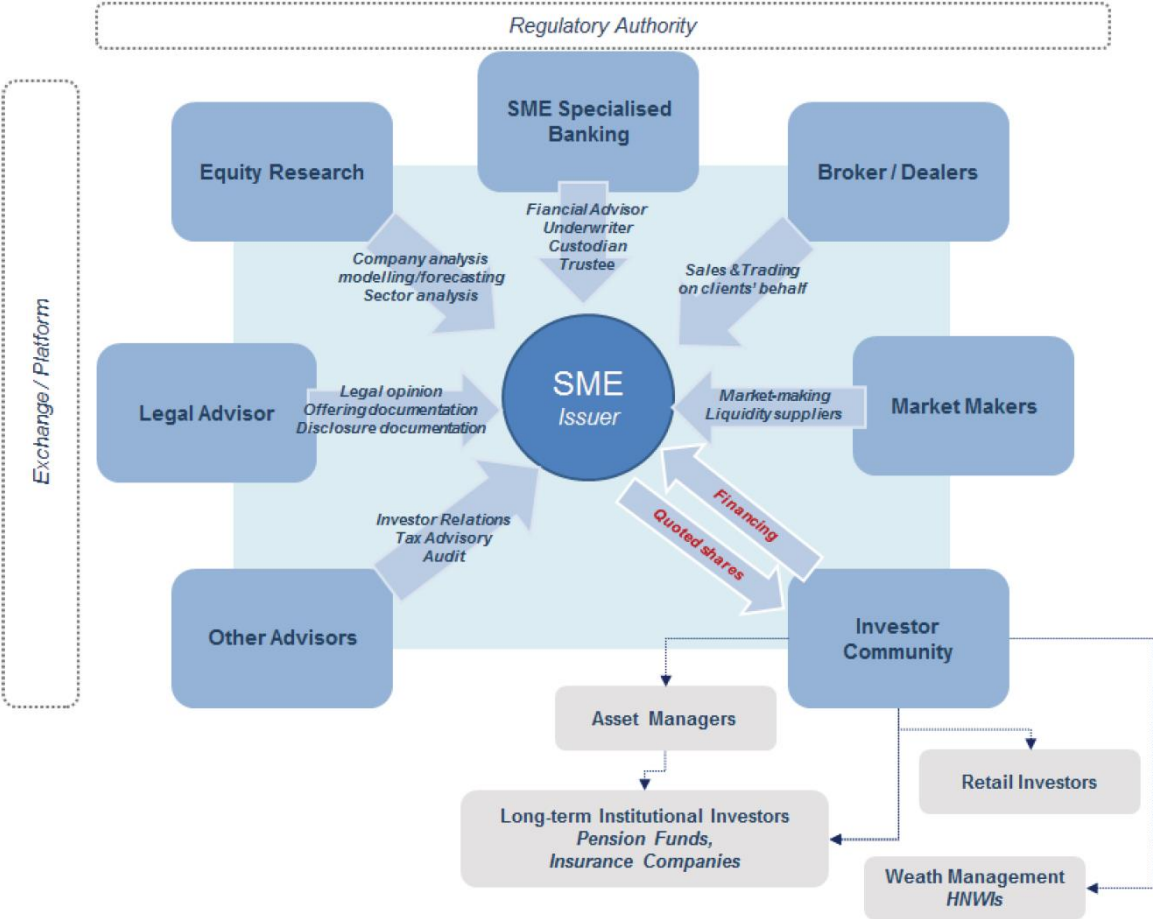 Regulatory Authority
Exchange / Platform
SME Specialised
Banking
Equity Research
Broker / Dealers
Fiancial Advisor
Underwriter
Custodian
Trustee
Company analysis
modelling/forecasting
Sector analysis
Sales & Trading
on clients' behalf
SME
Issuer
Legal Advisor
Legal opinion
Offering documentation
Disclosure documentation
Market-making
Liquidity suppliers
Market Makers
Investor Relations
Tax Advisory
Audit
Financing
Quoted shares
Other Advisors
Investor
Community
Asset Managers
Retail Investors
Long-term Institutional Investors
Pension Funds,
Insurance Companies
Weath Management
HNWIs